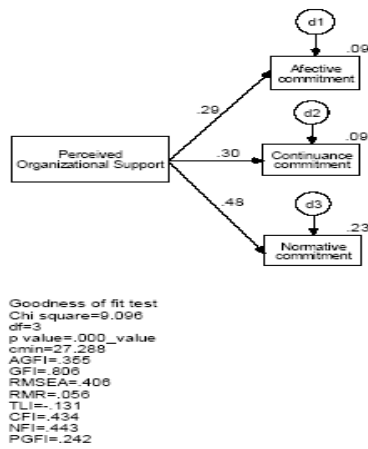 d1
.09
Afective
commitment
.29
d2
.09
Perceived
Organizational Support
.30
Continuance
commitment
.48
d3
.23
Normative
commitment
Goodness of fit test
Chi square=9.096
df=3
p value=.000_value
cmin=27.288
AGFI=.355
GFI=.806
RMSEA=.406
RMR=.056
TLI=-.131
CFI=.434
NFI=.443
PGFI=.242